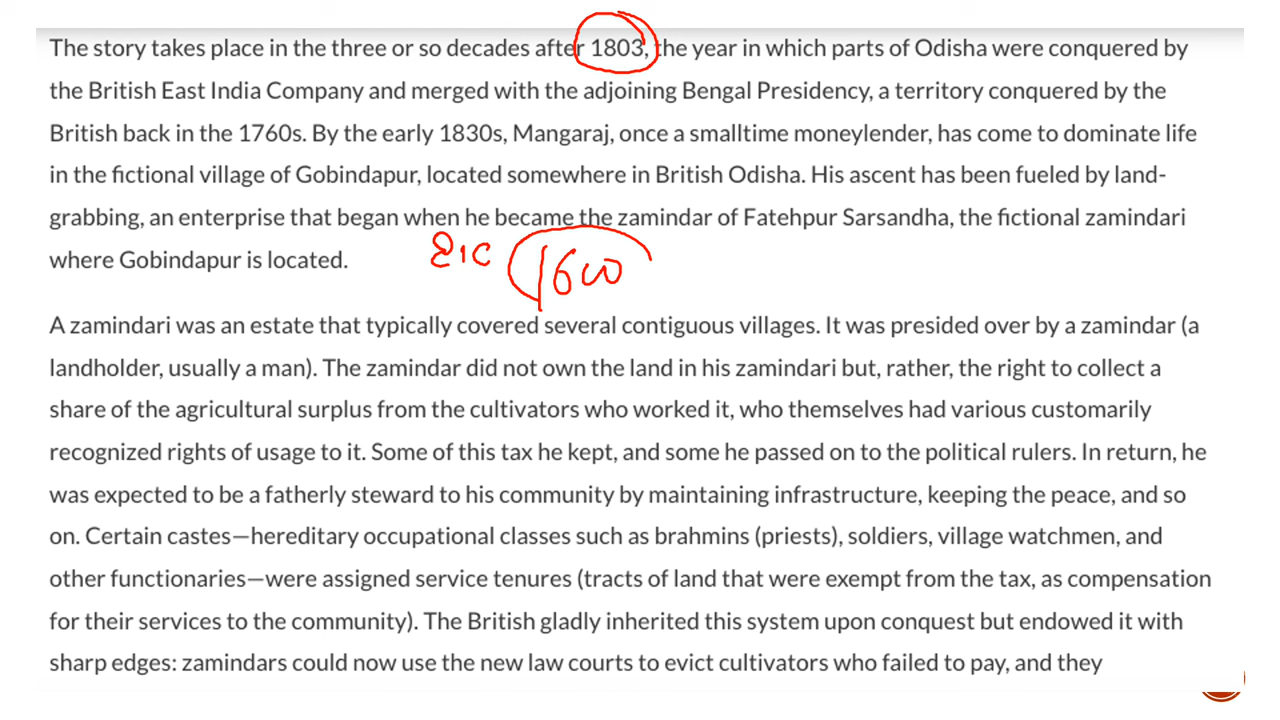 The story takes place in the three or so decades after 1803, the year in which parts of Odisha were conquered by
the British East India Company and merged with the adjoining Bengal Presidency, a territory conquered by the
British back in the 1760s. By the early 1830s, Mangaraj, once a smalltime moneylender, has come to dominate life
in the fictional village of Gobindapur, located somewhere in British Odisha. His ascent has been fueled by land-
grabbing, an enterprise that began when he became the zamindar of Fatehpur Sarsandha, the fictional zamindari
where Gobindapur is located.
EIC 1600
A zamindari was an estate that typically covered several contiguous villages. It was presided over by a zamindar (a
landholder, usually a man). The zamindar did not own the land in his zamindari but, rather, the right to collect a
share of the agricultural surplus from the cultivators who worked it, who themselves had various customarily
recognized rights of usage to it. Some of this tax he kept, and some he passed on to the political rulers. In return, he
was expected to be a fatherly steward to his community by maintaining infrastructure, keeping the peace, and so
on. Certain castes—hereditary occupational classes such as brahmins (priests), soldiers, village watchmen, and
other functionaries—were assigned service tenures (tracts of land that were exempt from the tax, as compensation
for their services to the community). The British gladly inherited this system upon conquest but endowed it with
sharp edges: zamindars could now use the new law courts to evict cultivators who failed to pay, and they